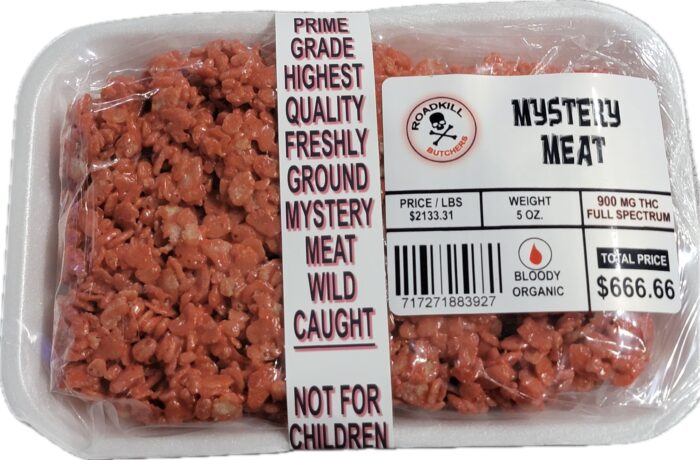 PRIME
GRADE
HIGHEST
QUALITY
FRESHLY
GROUND
MYSTERY
MEAT
WILD
CAUGHT
NOT FOR
CHILDREN
ROADKILL
BUTCHERS
MYSTERY
MEAT
PRICE / LBS
$2133.31
WEIGHT
5 OZ.
900 MG THC
FULL SPECTRUM
717271883927
BLOODY
ORGANIC
TOTAL PRICE
$666.66